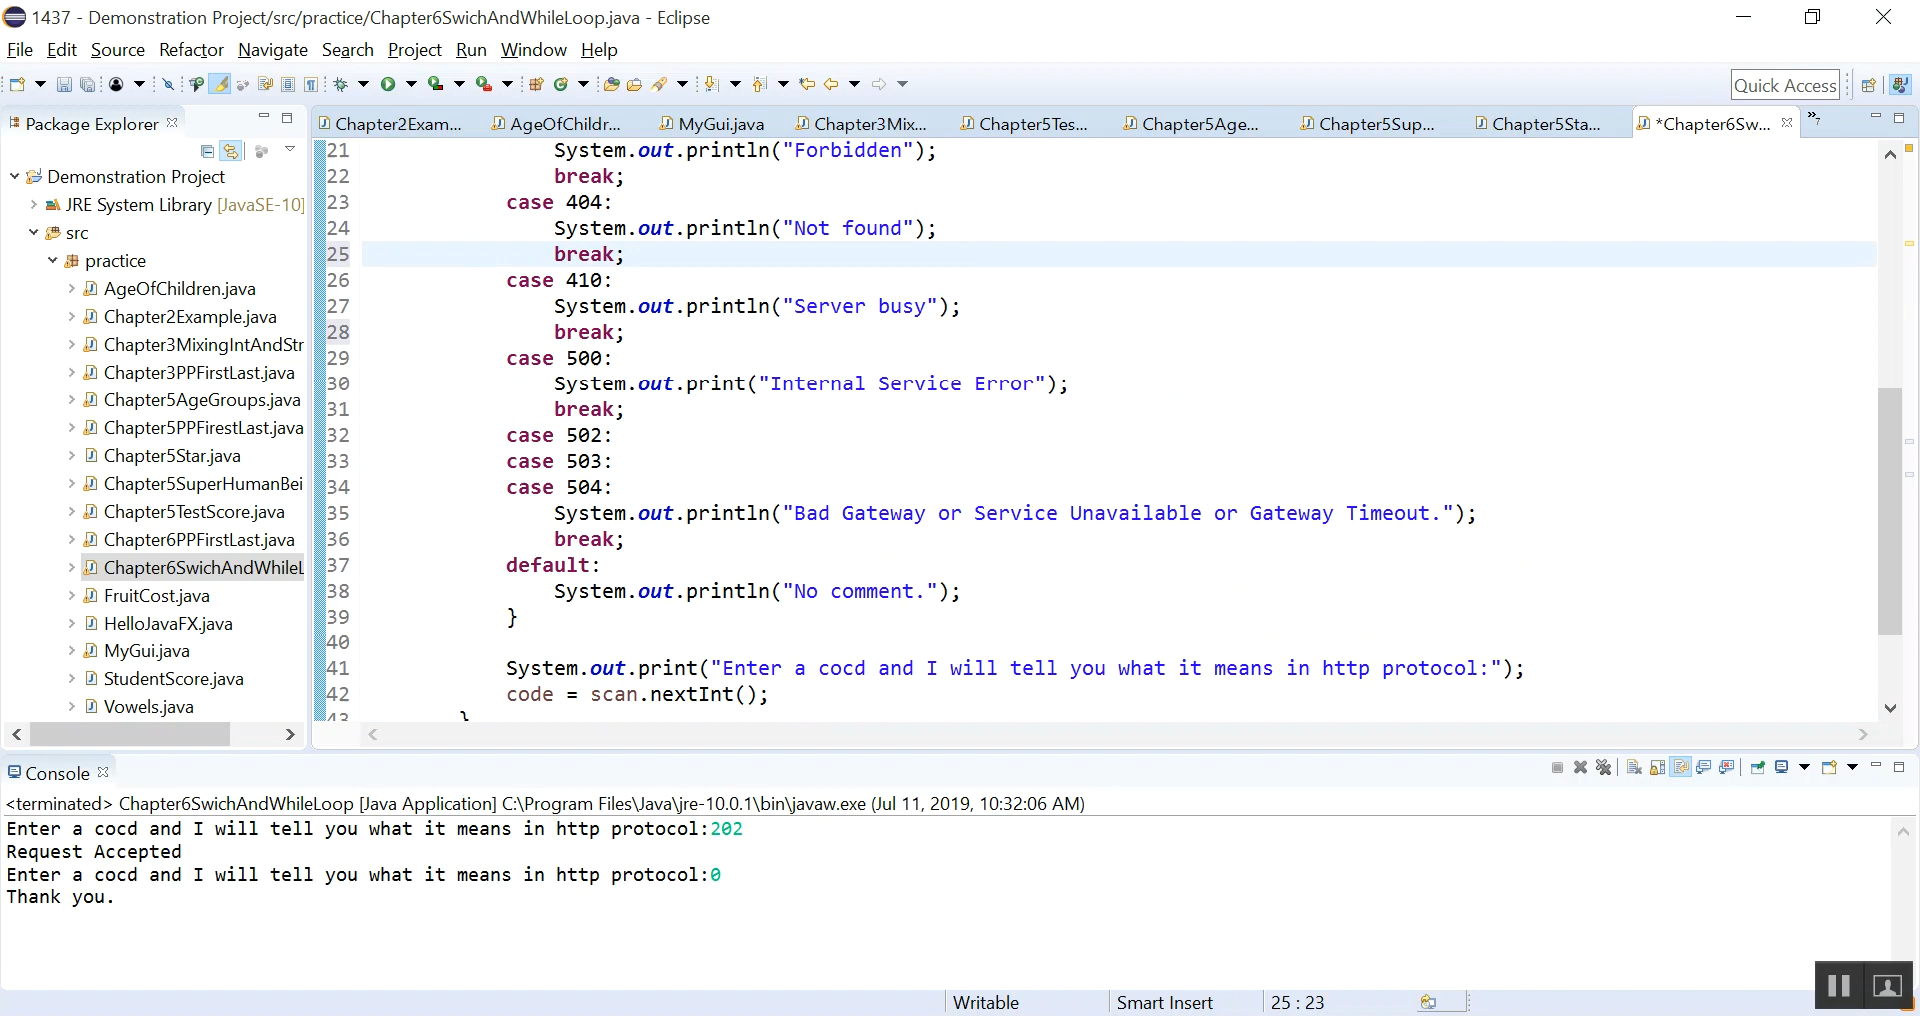 1437 - Demonstration Project/src/practice/Chapter6SwichAndWhileLoop.java - Eclipse
File Edit Source Refactor Navigate Search Project Run Window Help
Quick Access
Package Explorer
Chapter2Exam... AgeOfChildr... MyGui.java Chapter3Mix... Chapter5Tes... Chapter5Age... Chapter5Sup... Chapter5Sta... *Chapter6Sw... »7
Demonstration Project
JRE System Library [JavaSE-10]
src
practice
AgeOfChildren.java
Chapter2Example.java
Chapter3MixingIntAndStr
Chapter3PPFirstLast.java
Chapter5AgeGroups.java
Chapter5PPFirestLast.java
Chapter5Star.java
Chapter5SuperHumanBei
Chapter5TestScore.java
Chapter6PPFirstLast.java
Chapter6SwichAndWhileL
FruitCost.java
HelloJavaFX.java
MyGui.java
StudentScore.java
Vowels.java
21 System.out.println("Forbidden");
22 break;
23 case 404:
24 System.out.println("Not found");
25 break;
26 case 410:
27 System.out.println("Server busy");
28 break;
29 case 500:
30 System.out.print("Internal Service Error");
31 break;
32 case 502:
33 case 503:
34 case 504:
35 System.out.println("Bad Gateway or Service Unavailable or Gateway Timeout.");
36 break;
37 default:
38 System.out.println("No comment.");
39 }
40
41 System.out.print("Enter a cocd and I will tell you what it means in http protocol:");
42 code = scan.nextInt();
43 }
Console
<terminated> Chapter6SwichAndWhileLoop [Java Application] C:\Program Files\Java\jre-10.0.1\bin\javaw.exe (Jul 11, 2019, 10:32:06 AM)
Enter a cocd and I will tell you what it means in http protocol:202
Request Accepted
Enter a cocd and I will tell you what it means in http protocol:0
Thank you.
Writable Smart Insert 25 : 23